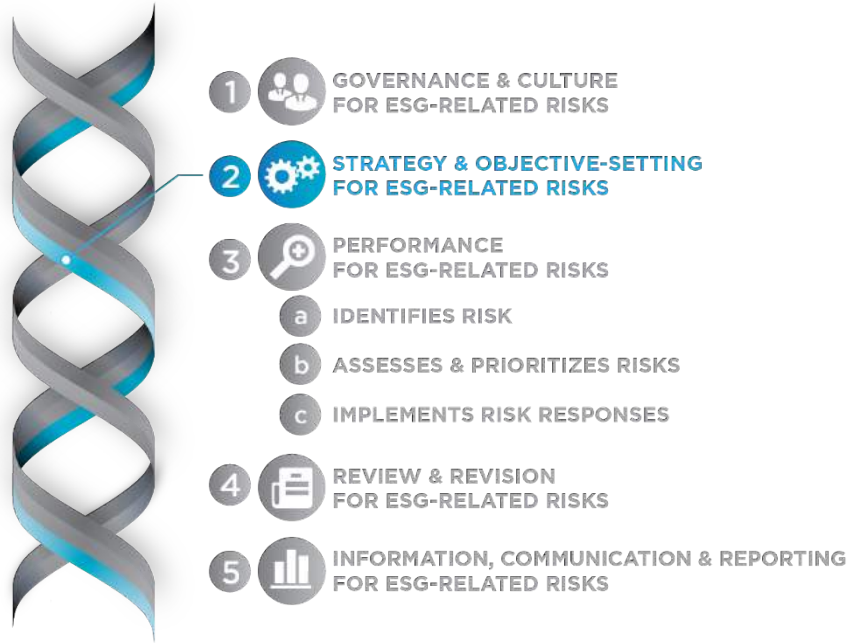 1 GOVERNANCE & CULTURE
FOR ESG-RELATED RISKS
2 STRATEGY & OBJECTIVE-SETTING
FOR ESG-RELATED RISKS
3 PERFORMANCE
FOR ESG-RELATED RISKS
a IDENTIFIES RISK
b ASSESSES & PRIORITIZES RISKS
c IMPLEMENTS RISK RESPONSES
4 REVIEW & REVISION
FOR ESG-RELATED RISKS
5 INFORMATION, COMMUNICATION & REPORTING
FOR ESG-RELATED RISKS